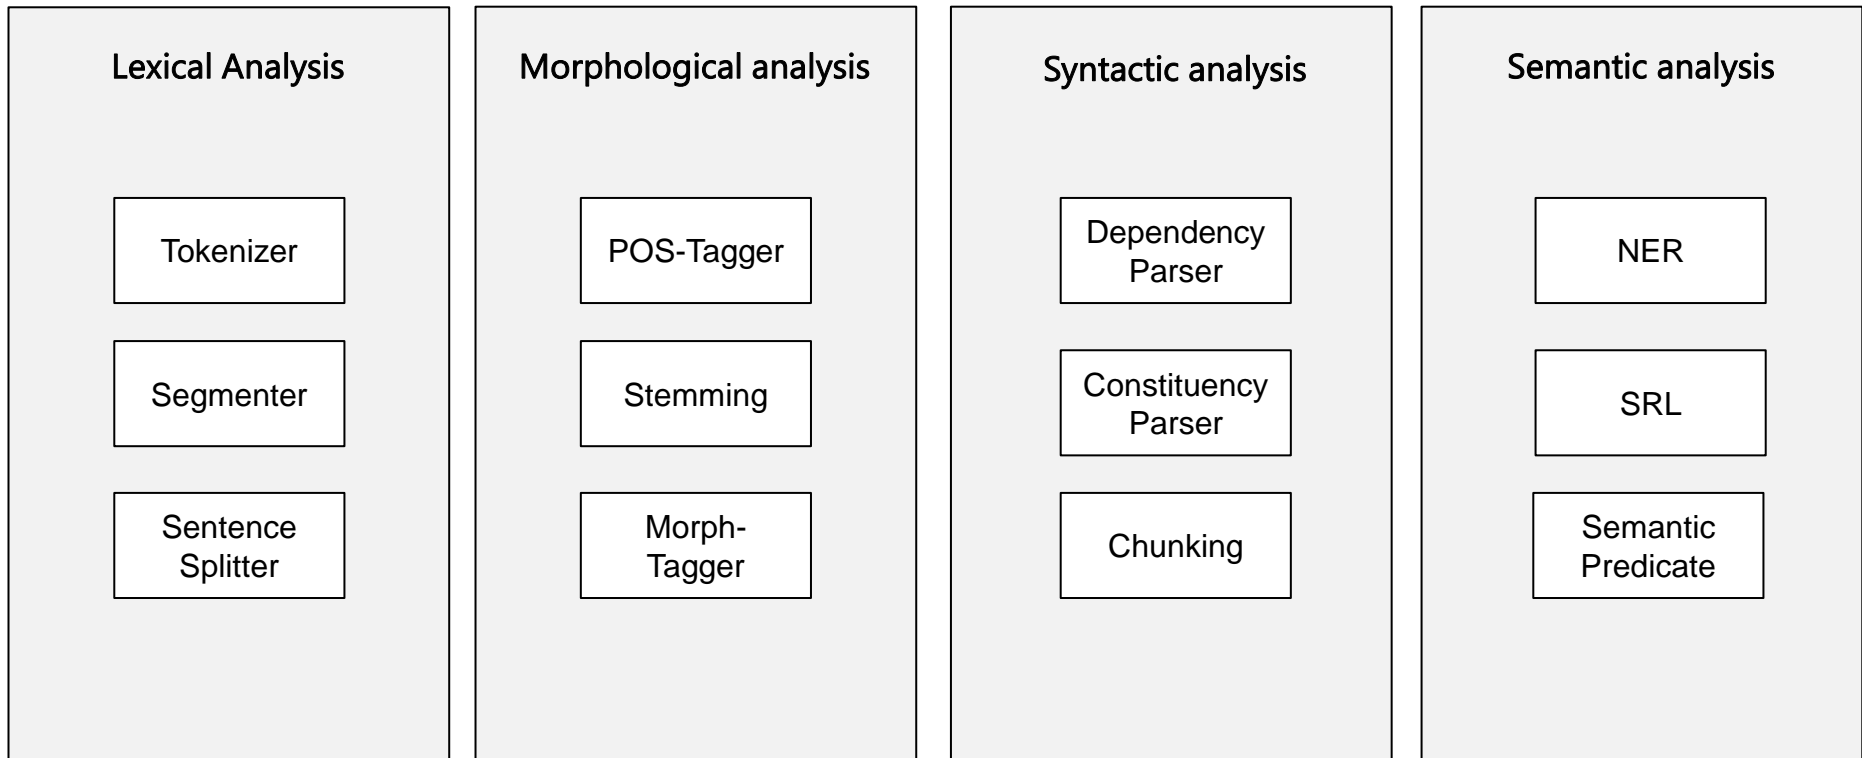 Lexical Analysis
Tokenizer
Segmenter
Sentence
Splitter
Morphological analysis
POS-Tagger
Stemming
Morph-
Tagger
Syntactic analysis
Dependency
Parser
Constituency
Parser
Chunking
Semantic analysis
NER
SRL
Semantic
Predicate